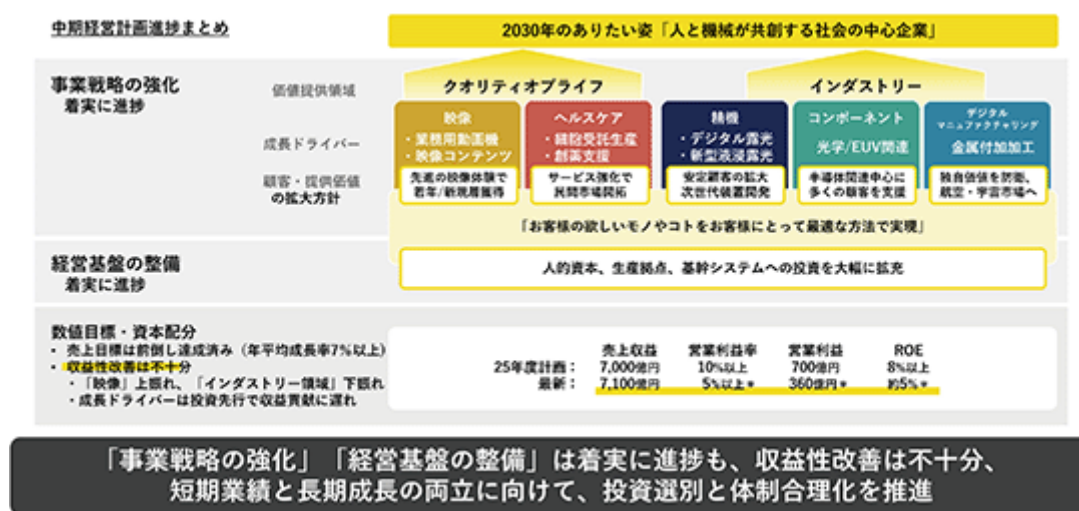 中期経営計画進捗まとめ
2030年のありたい姿「人と機械が共創する社会の中心企業」
事業戦略の強化
着実に進捗
価値提供領域
クオリティオブライフ
インダストリー
成長ドライバー
映像
・業務用動画機
・映像コンテンツ
ヘルスケア
・細胞受託生産
・創薬支援
精機
・デジタル露光
・新型液浸露光
コンポーネント
光学/EUV関連
デジタル
マニュファクチャリング
金属付加加工
顧客・提供価値
の拡大方針
先進の映像体験で
若年/新規層獲得
サービス強化で
民間市場開拓
安定顧客の拡大
次世代装置開発
半導体関連中心に
多くの顧客を支援
独自価値を防衛、
航空・宇宙市場へ
「お客様の欲しいモノやコトをお客様にとって最適な方法で実現」
経営基盤の整備
着実に進捗
人的資本、生産拠点、基幹システムへの投資を大幅に拡充
数値目標・資本配分
・ 売上目標は前倒し達成済み（年平均成長率7%以上）
・ 収益性改善は不十分
・「映像」上振れ、「インダストリー領域」下振れ
・成長ドライバーは投資先行で収益貢献に遅れ
売上収益 営業利益率 営業利益 ROE
25年度計画： 7,000億円 10%以上 700億円 8%以上
最新： 7,100億円 5%以上* 360億円* 約5%*
「事業戦略の強化」「経営基盤の整備」は着実に進捗も、収益性改善は不十分、
短期業績と長期成長の両立に向けて、投資選別と体制合理化を推進